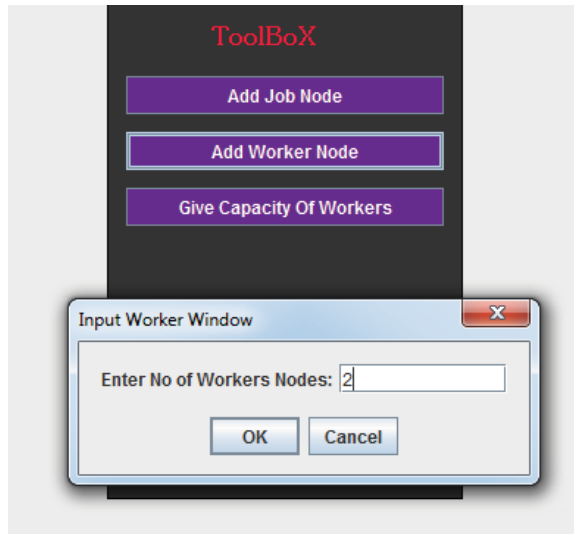 ToolBoX
Add Job Node
Add Worker Node
Give Capacity Of Workers
Input Worker Window
Enter No of Workers Nodes: 2
OK Cancel